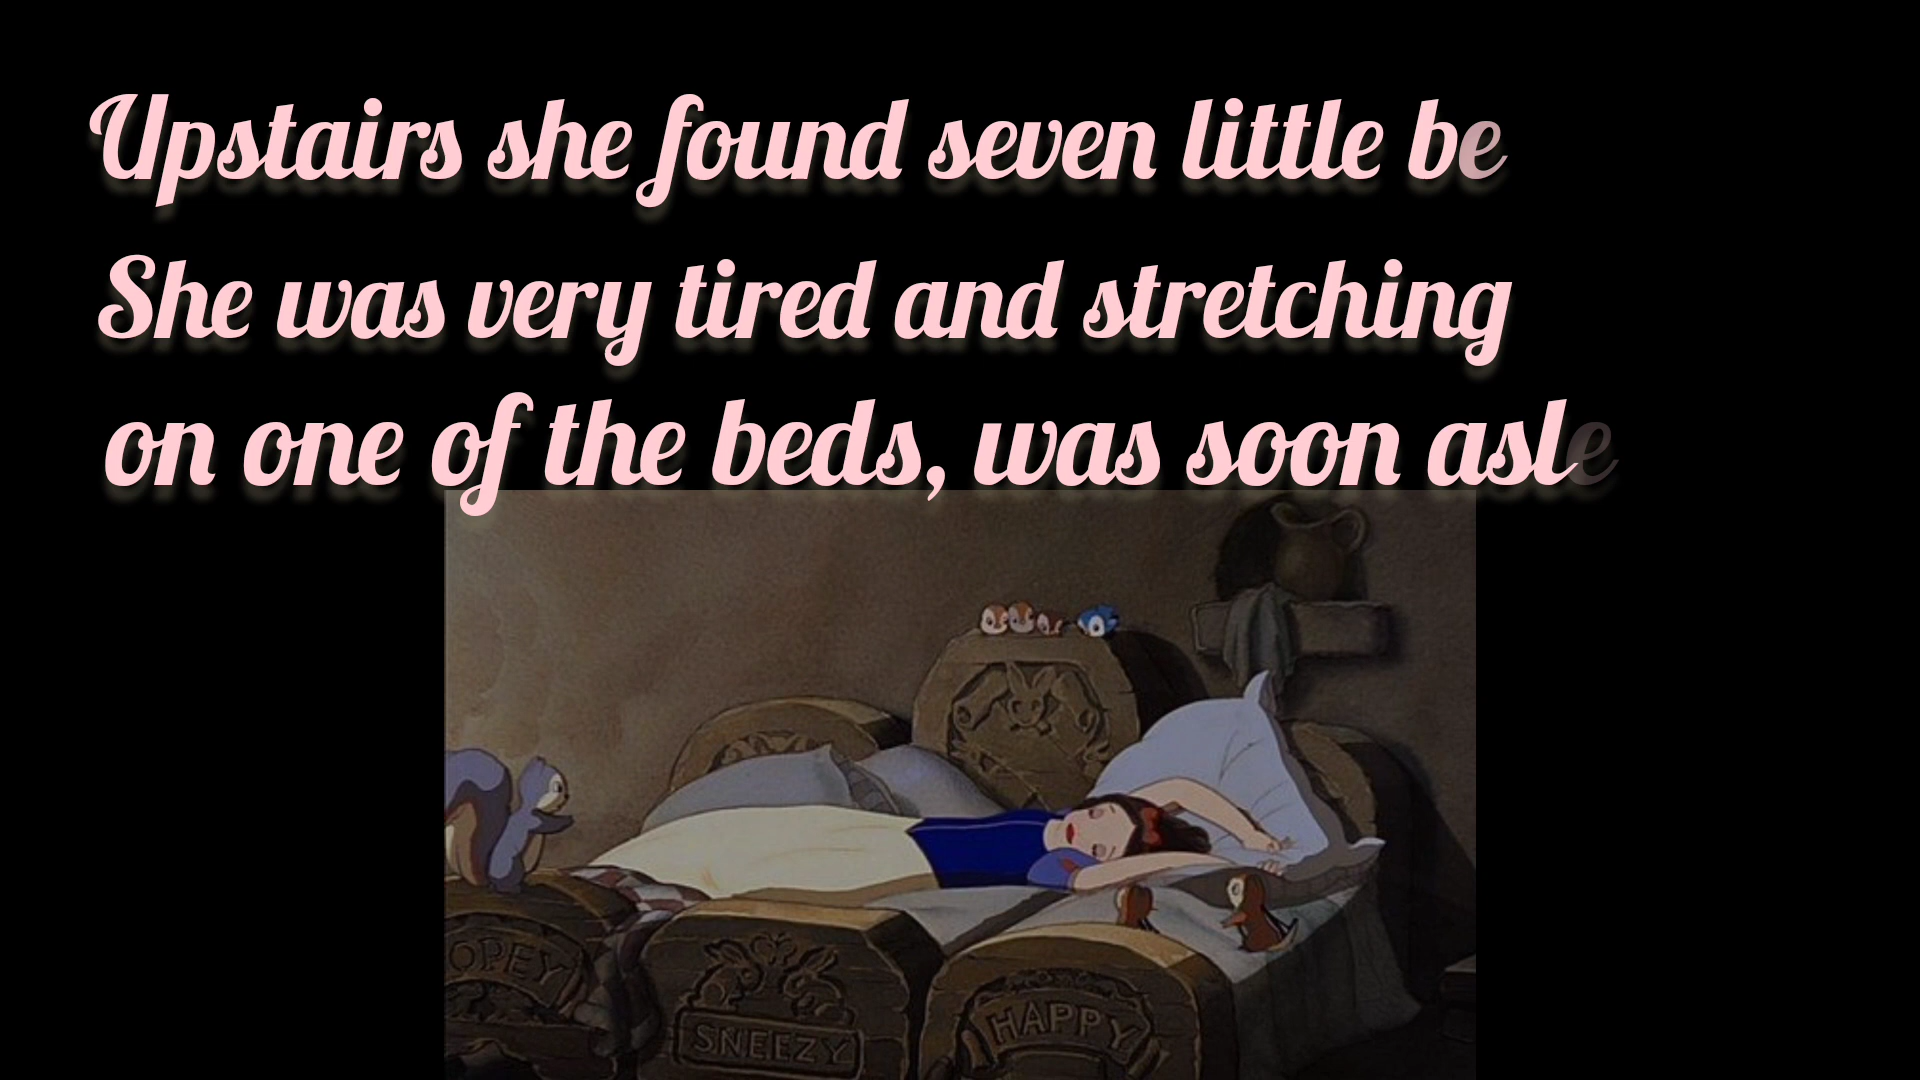 Upstairs she found seven little be
She was very tired and stretching
on one of the beds, was soon asle
OPEY
SNEEZY
HAPPY